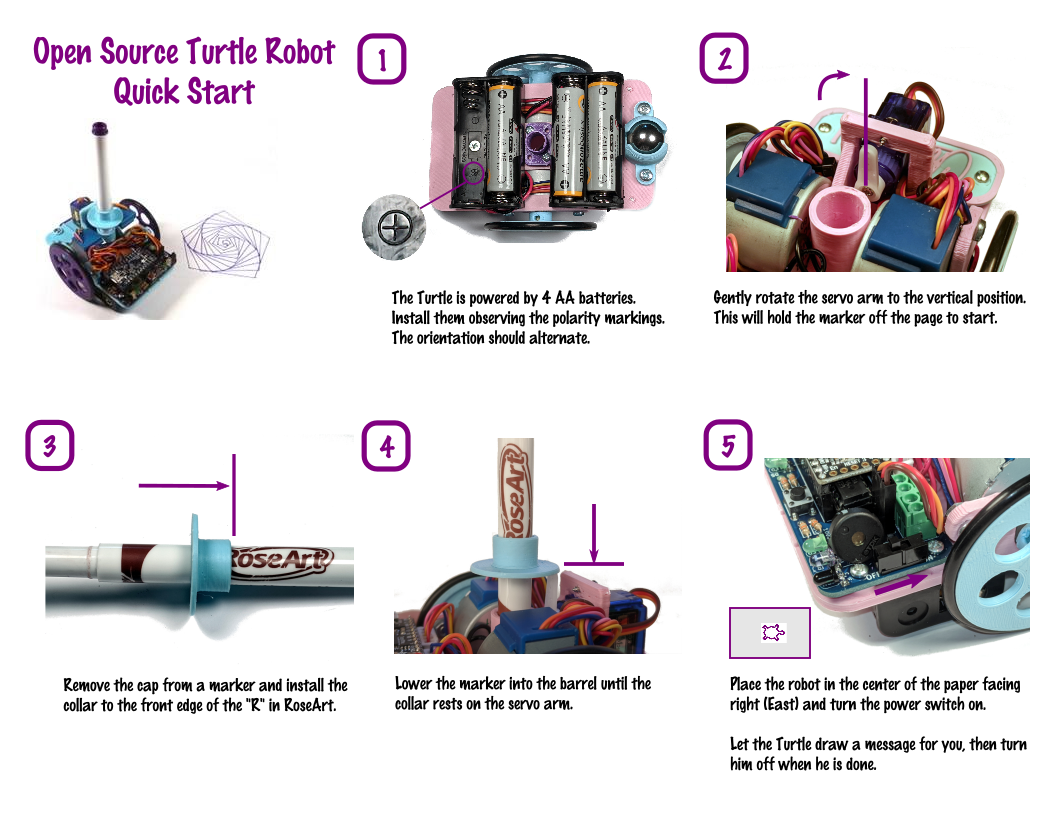 Open Source Turtle Robot
Quick Start
1
The Turtle is powered by 4 AA batteries.
Install them observing the polarity markings.
The orientation should alternate.
2
Gently rotate the servo arm to the vertical position.
This will hold the marker off the page to start.
3
RoseArt
Remove the cap from a marker and install the
collar to the front edge of the "R" in RoseArt.
4
RoseArt
Lower the marker into the barrel until the
collar rests on the servo arm.
5
Place the robot in the center of the paper facing
right (East) and turn the power switch on.
Let the Turtle draw a message for you, then turn
him off when he is done.